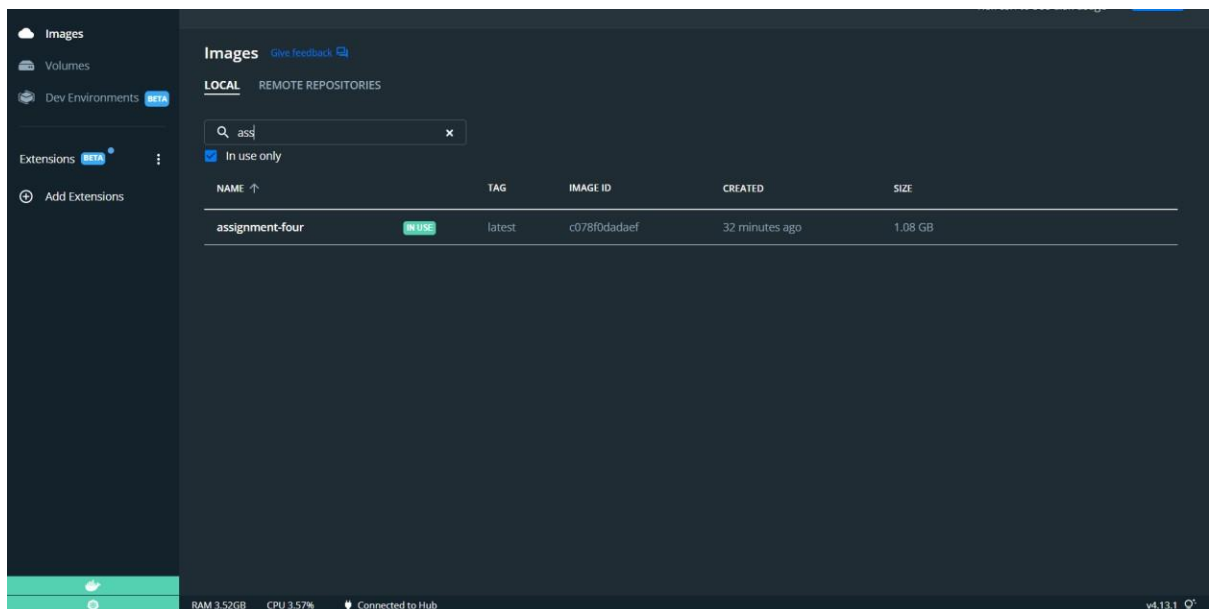 Images
Volumes
Dev Environments BETA
Extensions BETA
Add Extensions
Images Give feedback
LOCAL REMOTE REPOSITORIES
ass
In use only
NAME TAG IMAGE ID CREATED SIZE
assignment-four IN USE latest c078f0dadaef 32 minutes ago 1.08 GB
RAM 3.52GB CPU 3.57% Connected to Hub v4.13.1